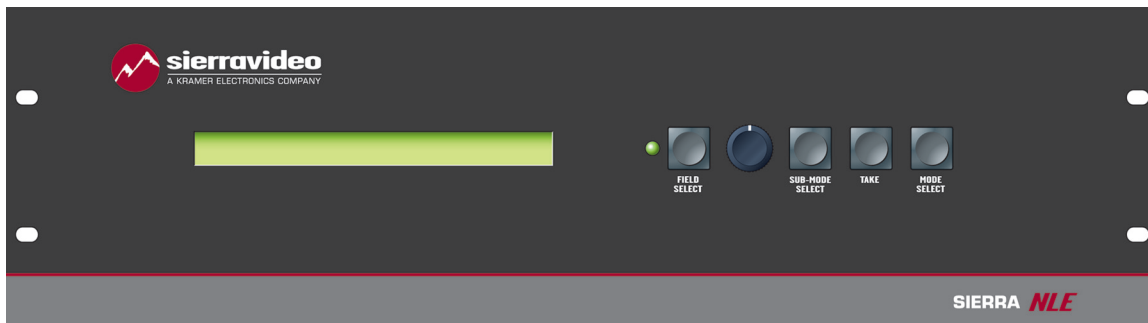 sierravideo
A KRAMER ELECTRONICS COMPANY
FIELD
SELECT
SUB-MODE
SELECT
TAKE
MODE
SELECT
SIERRA NLE